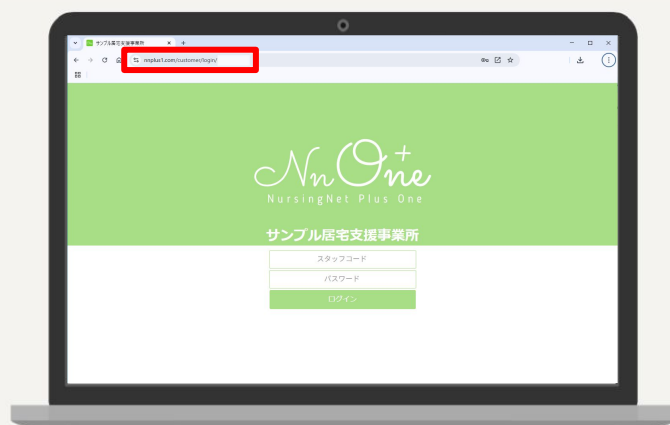 サンプル居宅支援事業所
nnplus1.com/customer/login/
Nn One+
NursingNet Plus One
サンプル居宅支援事業所
スタッフコード
パスワード
ログイン